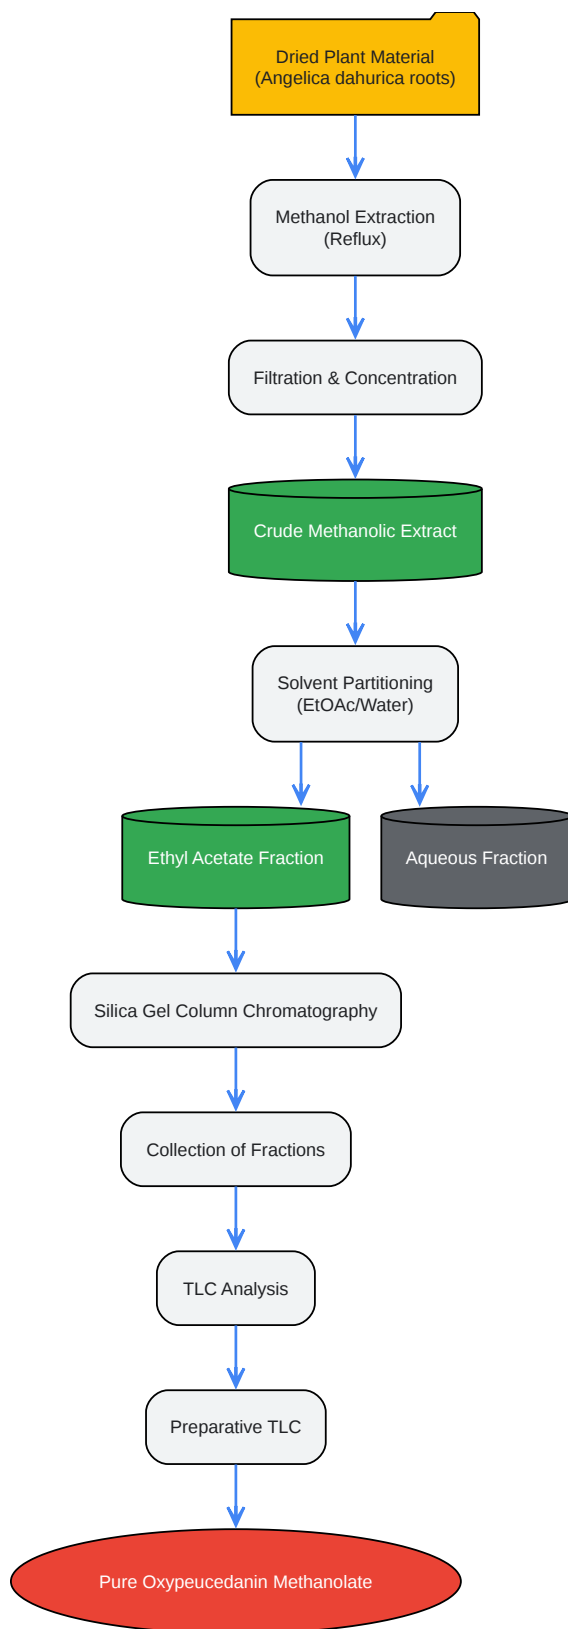 Dried Plant Material
(Angelica dahurica roots)
Methanol Extraction
(Reflux)
Filtration & Concentration
Crude Methanolic Extract
Solvent Partitioning
(EtOAc/Water)
Ethyl Acetate Fraction
Aqueous Fraction
Silica Gel Column Chromatography
Collection of Fractions
TLC Analysis
Preparative TLC
Pure Oxypeucedanin Methanolate